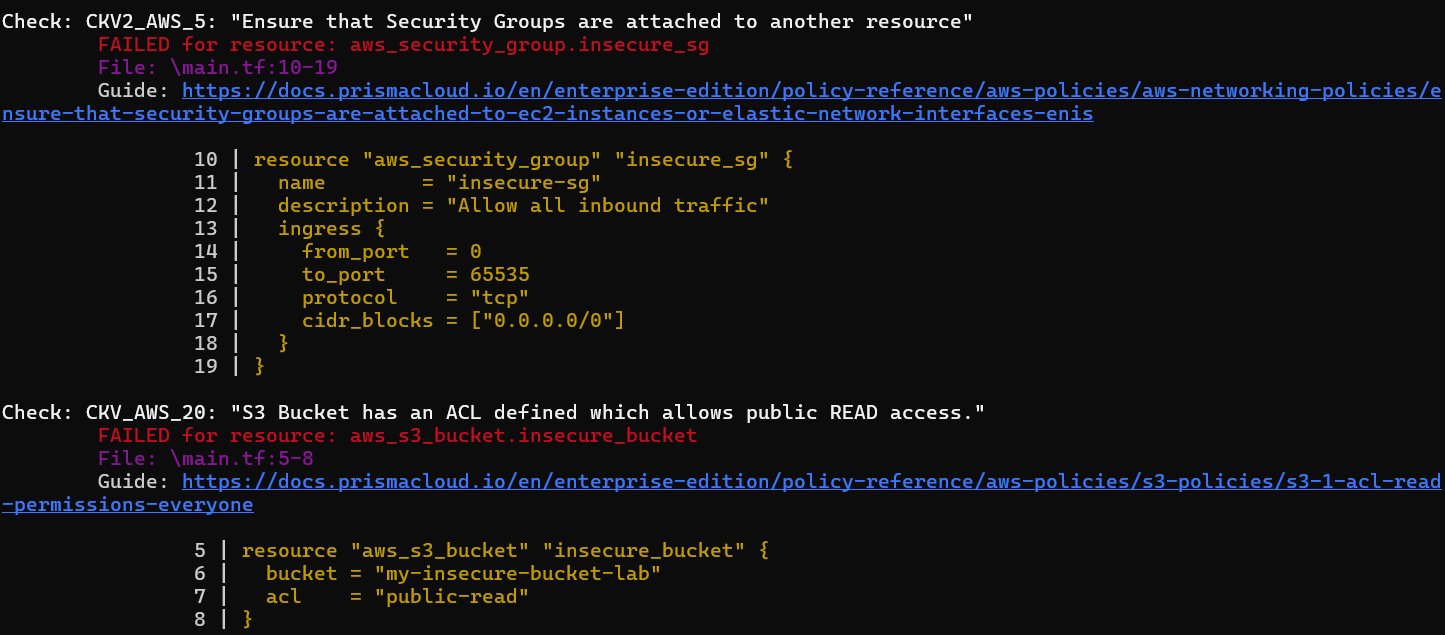 Check: CKV2_AWS_5: "Ensure that Security Groups are attached to another resource"
        FAILED for resource: aws_security_group.insecure_sg
        File: \main.tf:10-19
        Guide: https://docs.prismacloud.io/en/enterprise-edition/policy-reference/aws-policies/aws-networking-policies/e
nsure-that-security-groups-are-attached-to-ec2-instances-or-elastic-network-interfaces-enis

                10 | resource "aws_security_group" "insecure_sg" {
                11 |   name        = "insecure-sg"
                12 |   description = "Allow all inbound traffic"
                13 |   ingress {
                14 |     from_port   = 0
                15 |     to_port     = 65535
                16 |     protocol    = "tcp"
                17 |     cidr_blocks = ["0.0.0.0/0"]
                18 |   }
                19 | }

Check: CKV_AWS_20: "S3 Bucket has an ACL defined which allows public READ access."
        FAILED for resource: aws_s3_bucket.insecure_bucket
        File: \main.tf:5-8
        Guide: https://docs.prismacloud.io/en/enterprise-edition/policy-reference/aws-policies/s3-policies/s3-1-acl-read
-permissions-everyone

                5 | resource "aws_s3_bucket" "insecure_bucket" {
                6 |   bucket = "my-insecure-bucket-lab"
                7 |   acl    = "public-read"
                8 | }